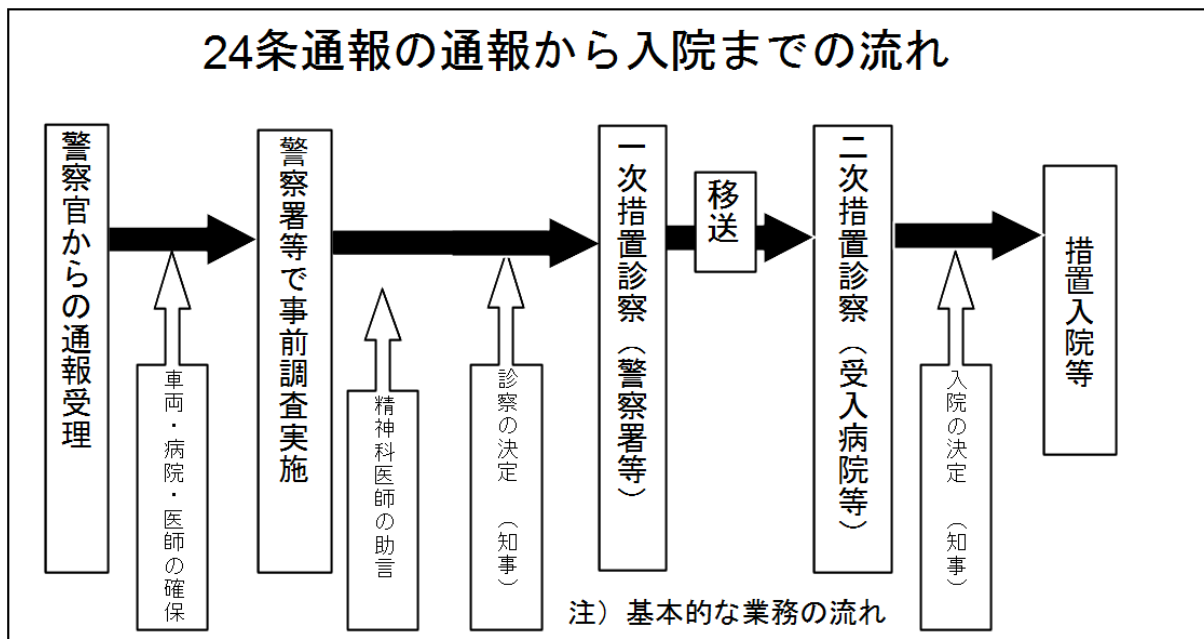 24条通報の通報から入院までの流れ
警察官からの通報受理
車両・病院・医師の確保
警察署等で事前調査実施
精神科医師の助言
診察の決定　（知事）
一次措置診察（警察署等）
移送
二次措置診察（受入病院等）
入院の決定　（知事）
措置入院等
注）基本的な業務の流れ